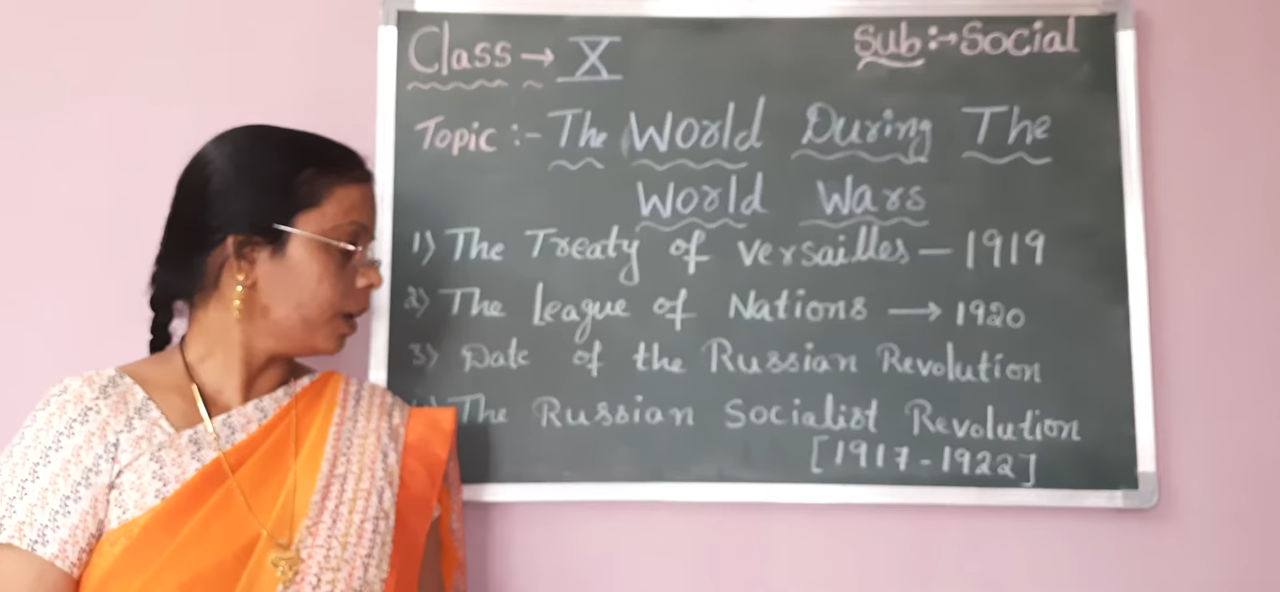 Class → X
Sub :→ Social
Topic :- The World During The
World Wars
1) The Treaty of Versailles – 1919
2) The League of Nations → 1920
3) Date of the Russian Revolution
4) The Russian Socialist Revolution
[1917 - 1922]